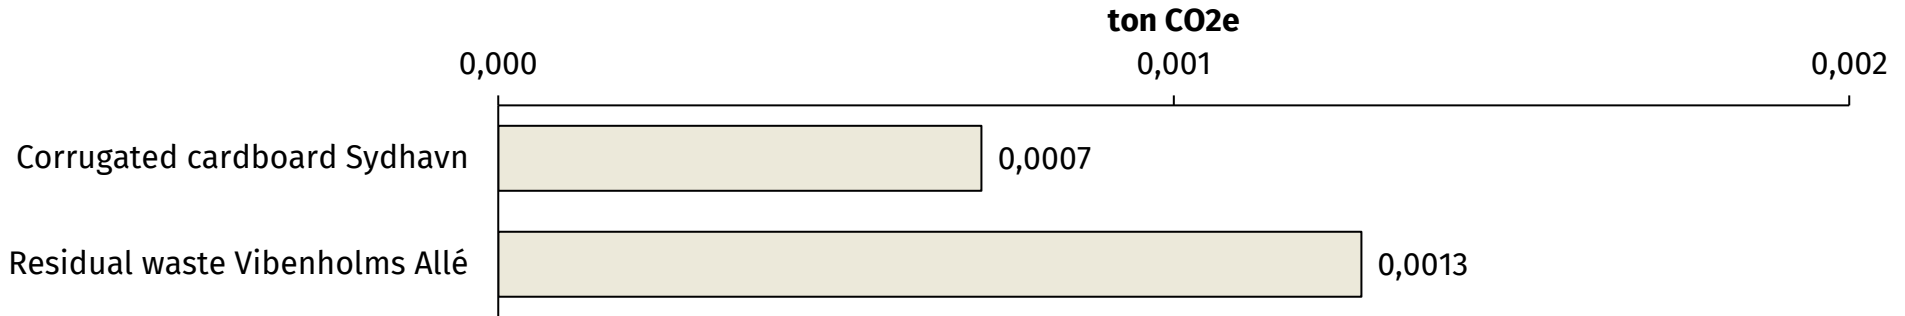 ton CO2e
0,000 0,001 0,002
Corrugated cardboard Sydhavn 0,0007
Residual waste Vibenholms Allé 0,0013